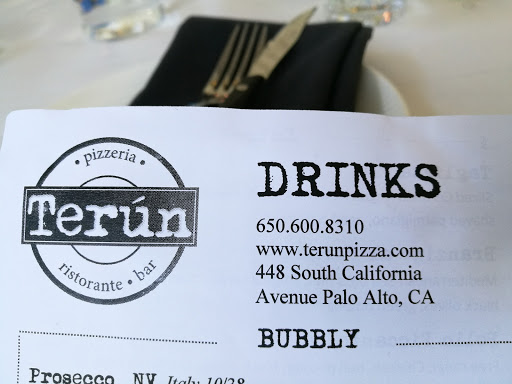 • pizzeria •
Terún
ristorante • bar
DRINKS
650.600.8310
www.terunpizza.com
448 South California
Avenue Palo Alto, CA
BUBBLY
Prosecco NV Italy 10/38